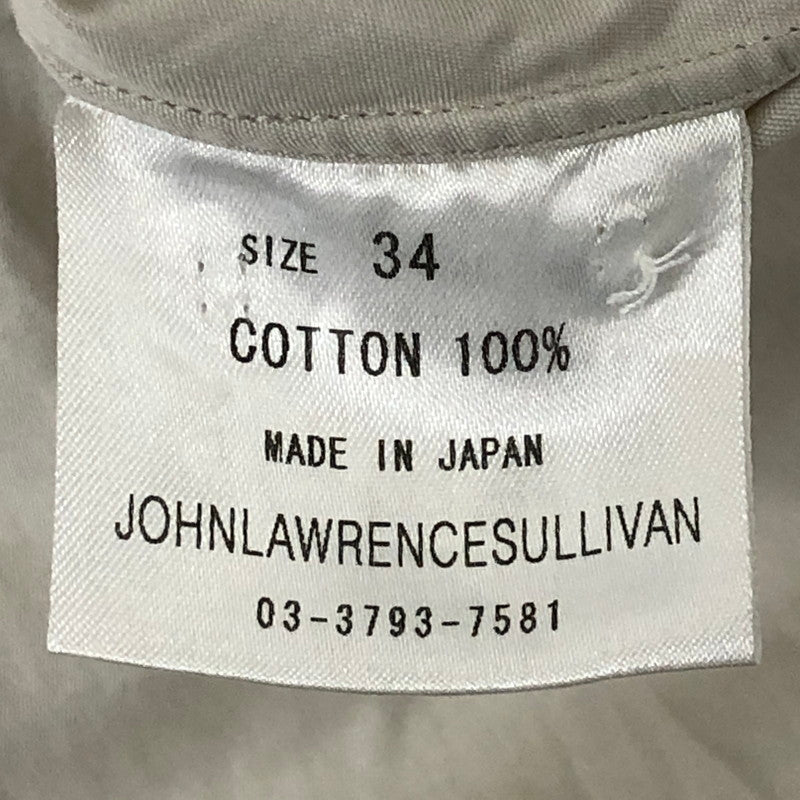 SIZE 34
COTTON 100%
MADE IN JAPAN
JOHNLAWRENCESULLIVAN
03-3793-7581